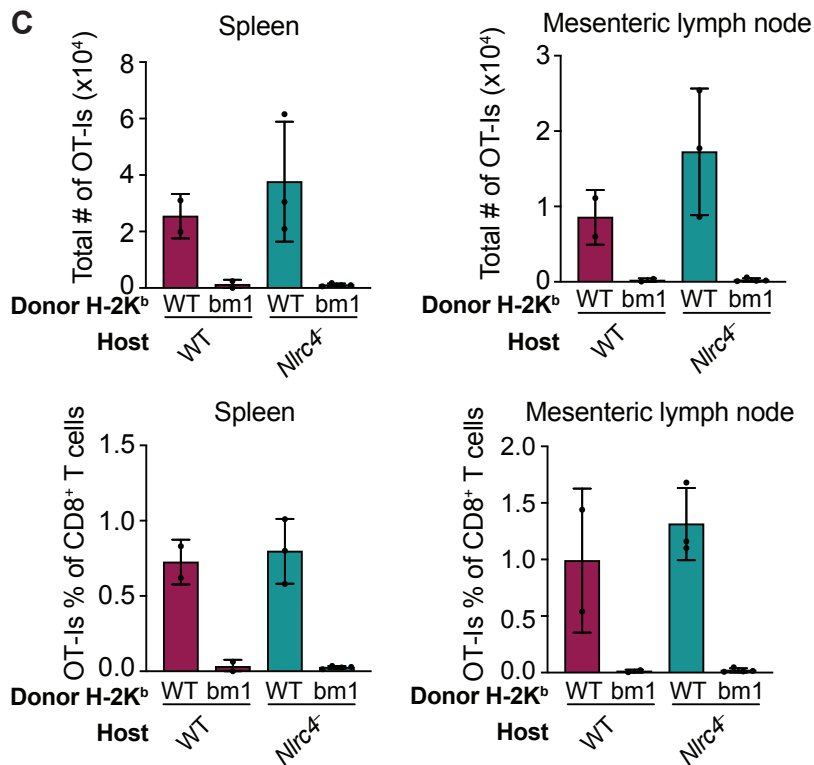 C
Spleen
Total # of OT-Is (x10⁴)
8
6
4
2
0
Donor H-2Kᵇ WT bm1 WT bm1
Host WT Nlrc4⁻
Mesenteric lymph node
Total # of OT-Is (x10⁴)
3
2
1
0
Donor H-2Kᵇ WT bm1 WT bm1
Host WT Nlrc4⁻
Spleen
OT-Is % of CD8⁺ T cells
1.5
1.0
0.5
0.0
Donor H-2Kᵇ WT bm1 WT bm1
Host WT Nlrc4⁻
Mesenteric lymph node
OT-Is % of CD8⁺ T cells
2.0
1.5
1.0
0.5
0.0
Donor H-2Kᵇ WT bm1 WT bm1
Host WT Nlrc4⁻